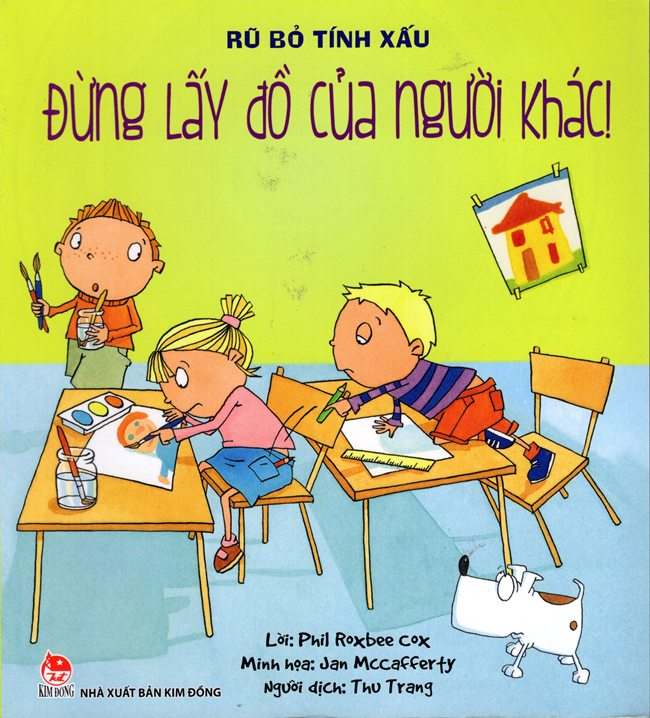 RŨ BỎ TÍNH XẤU
Đừng lấy đồ của người khác!
Lời: Phil Roxbee Cox
Minh họa: Jan McCafferty
Người dịch: Thu Trang
KIM ĐỒNG
NHÀ XUẤT BẢN KIM ĐỒNG